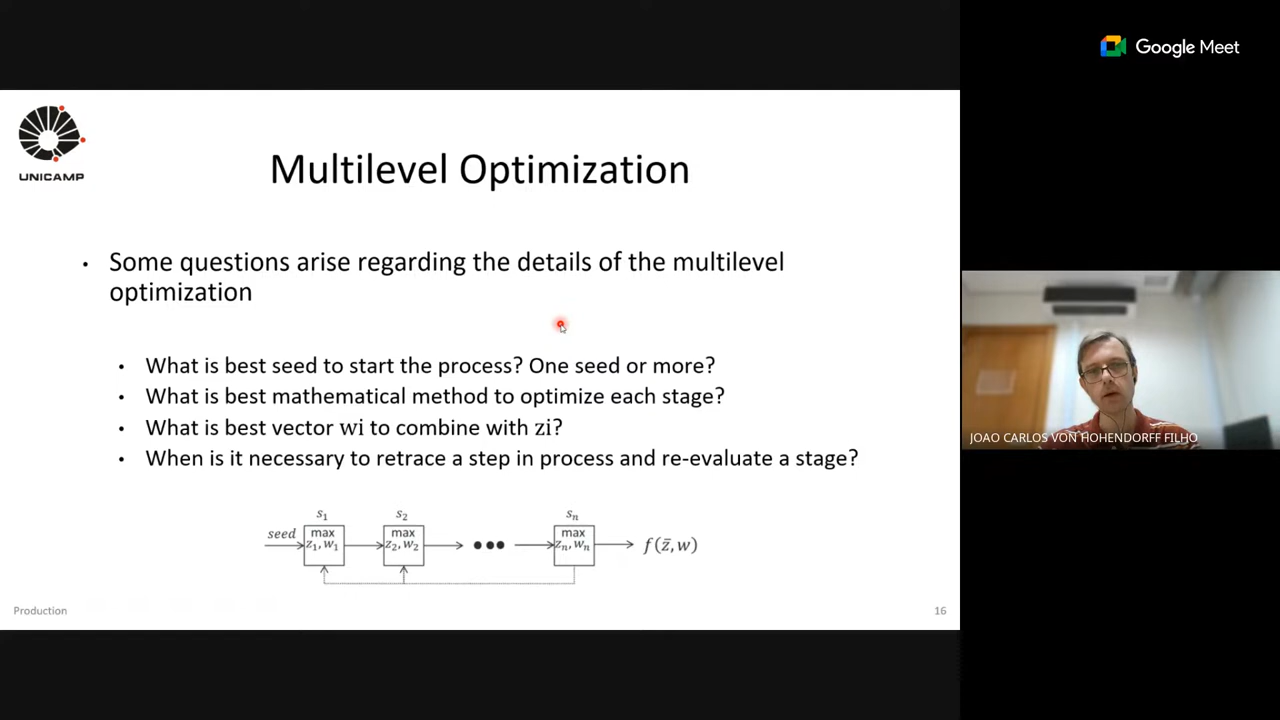 Google Meet
UNICAMP
Multilevel Optimization
• Some questions arise regarding the details of the multilevel
optimization
• What is best seed to start the process? One seed or more?
• What is best mathematical method to optimize each stage?
• What is best vector wi to combine with zi?
• When is it necessary to retrace a step in process and re-evaluate a stage?
s₁ s₂ sₙ
seed max max max
z₁, w₁ z₂, w₂ ••• zₙ, wₙ f(z̄, w)
Production 16
JOAO CARLOS VON HOHENDORFF FILHO